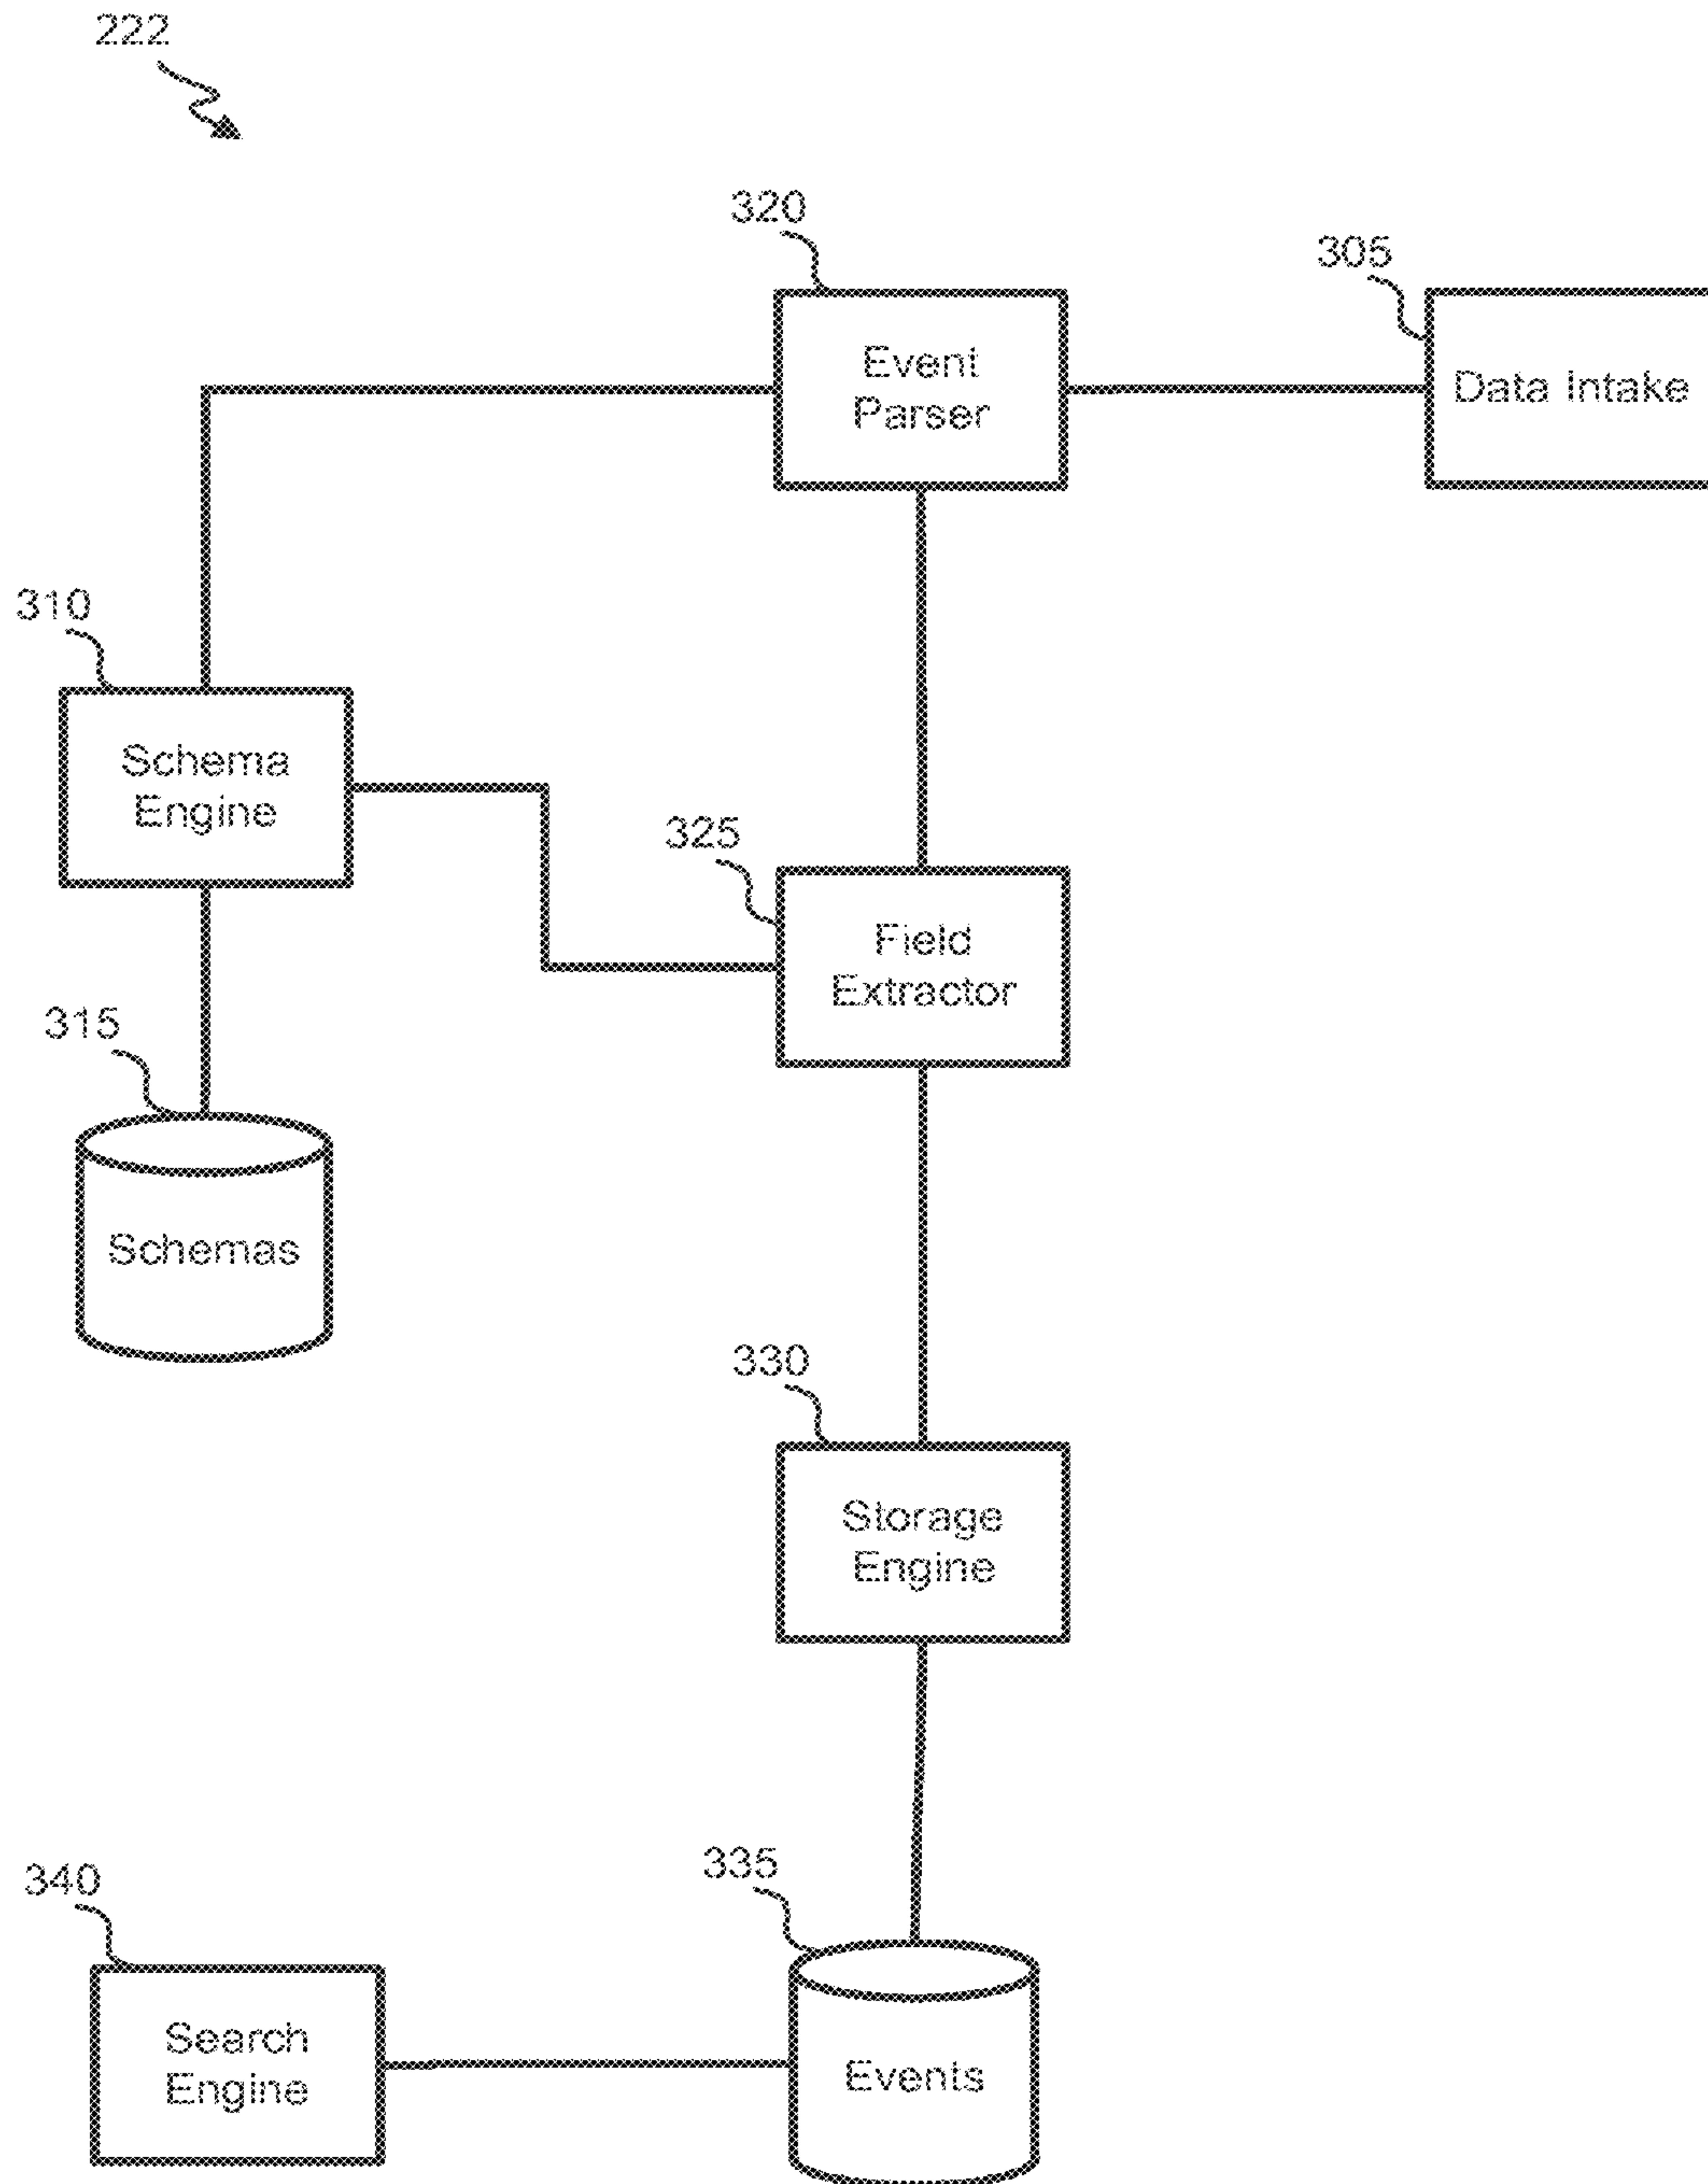 222
320
305
Event
Parser
Data Intake
310
Schema
Engine
325
Field
Extractor
315
Schemas
330
Storage
Engine
340
335
Search
Engine
Events